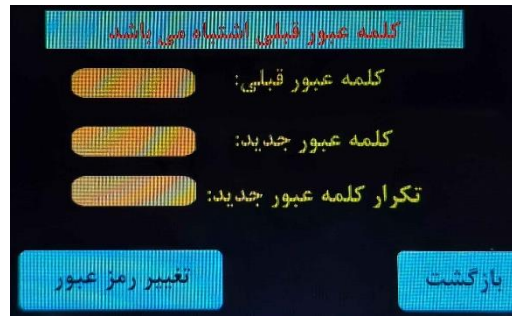 کلمه عبور قبلی اشتباه می باشد
کلمه عبور قبلی:
کلمه عبور جدید:
تکرار کلمه عبور جدید:
بازگشت
تغییر رمز عبور